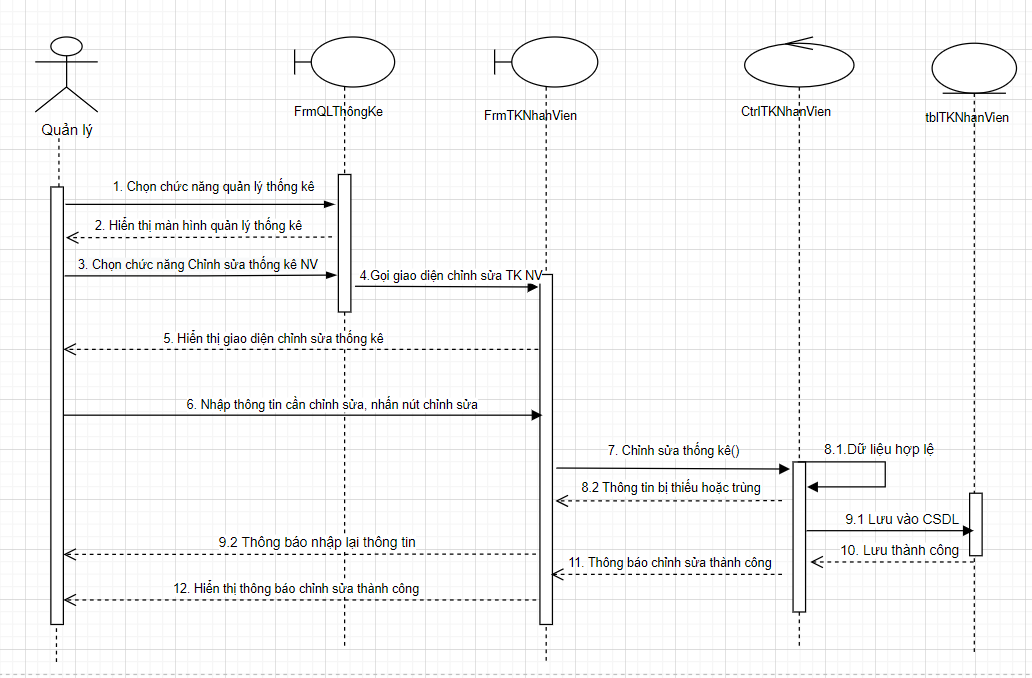 Quản lý
FrmQLThôngKe
FrmTKNhanVien
CtrlTKNhanVien
tblTKNhanVien
1. Chọn chức năng quản lý thống kê
2. Hiển thị màn hình quản lý thống kê
3. Chọn chức năng Chỉnh sửa thống kê NV
4.Gọi giao diện chỉnh sửa TK NV
5. Hiển thị giao diện chỉnh sửa thống kê
6. Nhập thông tin cần chỉnh sửa, nhấn nút chỉnh sửa
7. Chỉnh sửa thống kê()
8.1.Dữ liệu hợp lệ
8.2 Thông tin bị thiếu hoặc trùng
9.1 Lưu vào CSDL
9.2 Thông báo nhập lại thông tin
10. Lưu thành công
11. Thông báo chỉnh sửa thành công
12. Hiển thị thông báo chỉnh sửa thành công